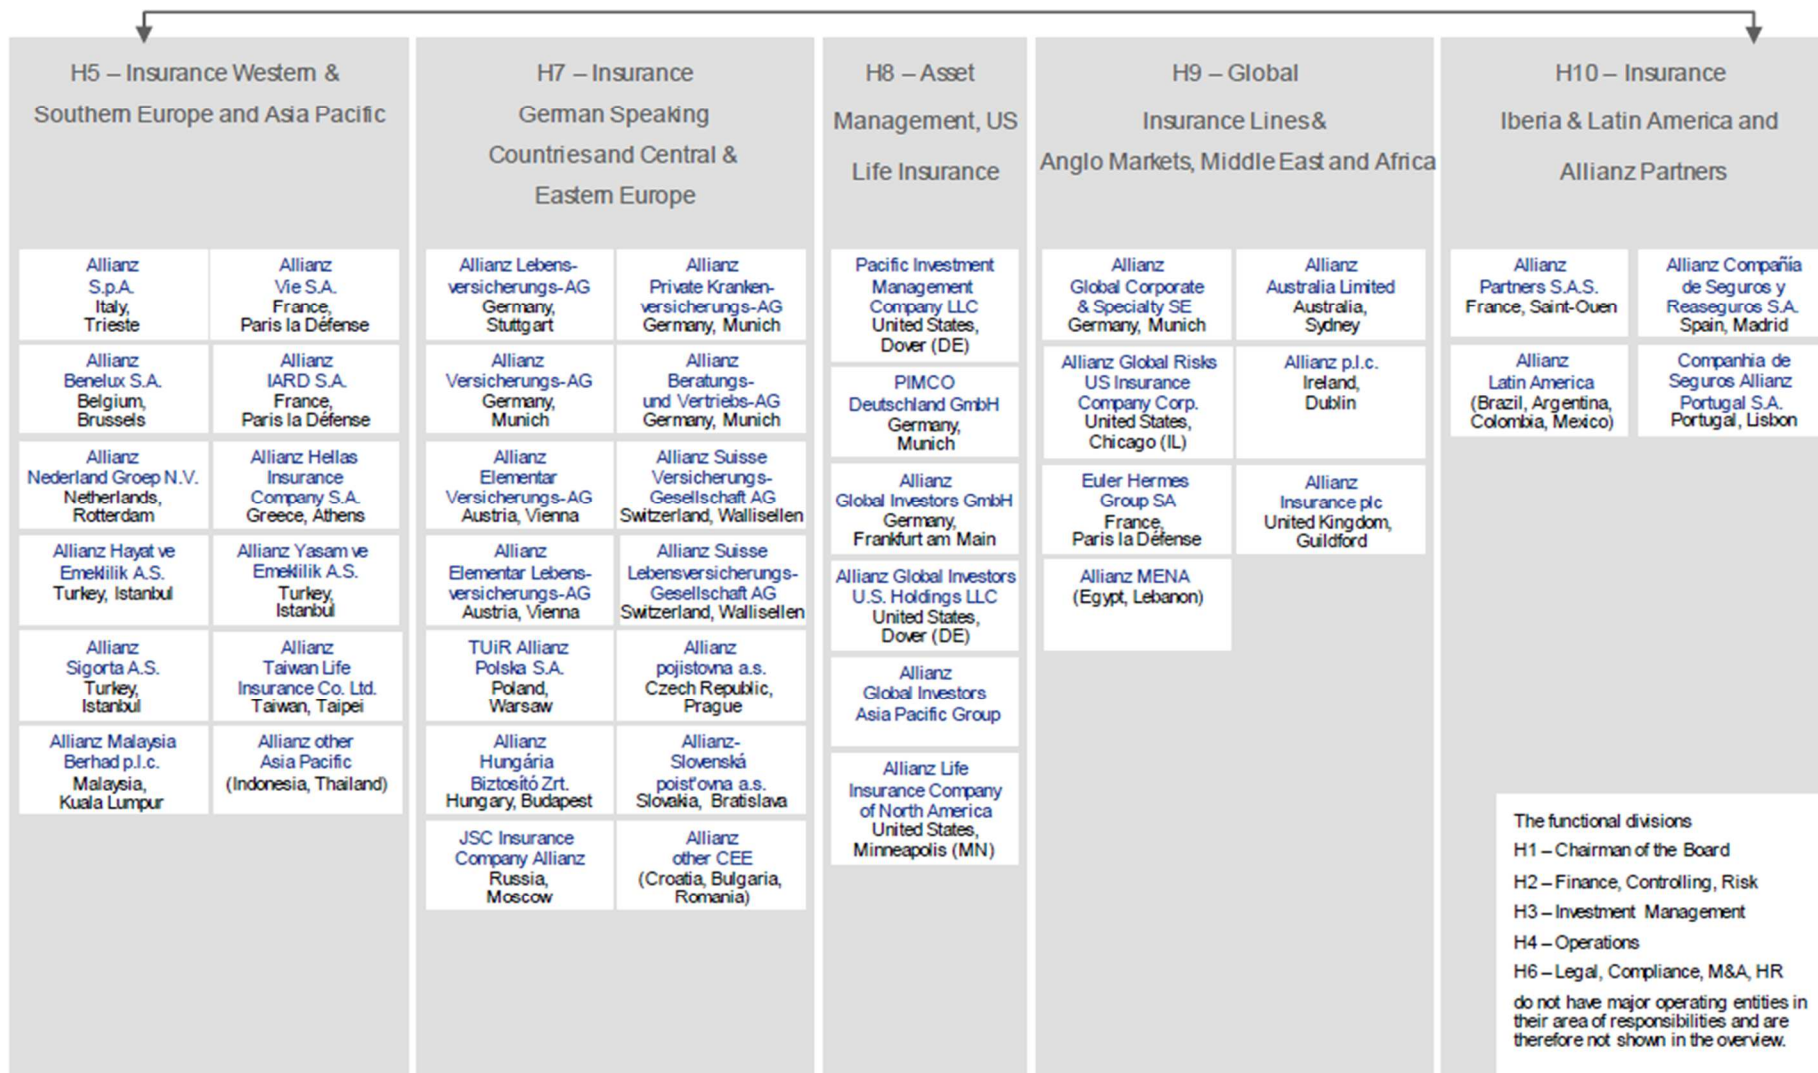 H5 – Insurance Western &
Southern Europe and Asia Pacific
Allianz
S.p.A.
Italy,
Trieste
Allianz
Vie S.A.
France,
Paris la Défense
Allianz
Benelux S.A.
Belgium,
Brussels
Allianz
IARD S.A.
France,
Paris la Défense
Allianz
Nederland Groep N.V.
Netherlands,
Rotterdam
Allianz Hellas
Insurance
Company S.A.
Greece, Athens
Allianz Hayat ve
Emeklilik A.S.
Turkey, Istanbul
Allianz Yasam ve
Emeklilik A.S.
Turkey,
Istanbul
Allianz
Sigorta A.S.
Turkey,
Istanbul
Allianz
Taiwan Life
Insurance Co. Ltd.
Taiwan, Taipei
Allianz Malaysia
Berhad p.l.c.
Malaysia,
Kuala Lumpur
Allianz other
Asia Pacific
(Indonesia, Thailand)
H7 – Insurance
German Speaking
Countries and Central &
Eastern Europe
Allianz Lebens-
versicherungs-AG
Germany,
Stuttgart
Allianz
Private Kranken-
versicherungs-AG
Germany, Munich
Allianz
Versicherungs-AG
Germany,
Munich
Allianz
Beratungs-
und Vertriebs-AG
Germany, Munich
Allianz
Elementar
Versicherungs-AG
Austria, Vienna
Allianz Suisse
Versicherungs-
Gesellschaft AG
Switzerland, Wallisellen
Allianz
Elementar Lebens-
versicherungs-AG
Austria, Vienna
Allianz Suisse
Lebensversicherungs-
Gesellschaft AG
Switzerland, Wallisellen
TUiR Allianz
Polska S.A.
Poland,
Warsaw
Allianz
pojistovna a.s.
Czech Republic,
Prague
Allianz
Hungária
Biztosító Zrt.
Hungary, Budapest
Allianz-
Slovenská
poist'ovna a.s.
Slovakia, Bratislava
JSC Insurance
Company Allianz
Russia,
Moscow
Allianz
other CEE
(Croatia, Bulgaria,
Romania)
H8 – Asset
Management, US
Life Insurance
Pacific Investment
Management
Company LLC
United States,
Dover (DE)
PIMCO
Deutschland GmbH
Germany,
Munich
Allianz
Global Investors GmbH
Germany,
Frankfurt am Main
Allianz Global Investors
U.S. Holdings LLC
United States,
Dover (DE)
Allianz
Global Investors
Asia Pacific Group
Allianz Life
Insurance Company
of North America
United States,
Minneapolis (MN)
H9 – Global
Insurance Lines &
Anglo Markets, Middle East and Africa
Allianz
Global Corporate
& Specialty SE
Germany, Munich
Allianz
Australia Limited
Australia,
Sydney
Allianz Global Risks
US Insurance
Company Corp.
United States,
Chicago (IL)
Allianz p.l.c.
Ireland,
Dublin
Euler Hermes
Group SA
France,
Paris la Défense
Allianz
Insurance plc
United Kingdom,
Guildford
Allianz MENA
(Egypt, Lebanon)
H10 – Insurance
Iberia & Latin America and
Allianz Partners
Allianz
Partners S.A.S.
France, Saint-Ouen
Allianz Compañía
de Seguros y
Reaseguros S.A.
Spain, Madrid
Allianz
Latin America
(Brazil, Argentina,
Colombia, Mexico)
Companhia de
Seguros Allianz
Portugal S.A.
Portugal, Lisbon
The functional divisions
H1 – Chairman of the Board
H2 – Finance, Controlling, Risk
H3 – Investment Management
H4 – Operations
H6 – Legal, Compliance, M&A, HR
do not have major operating entities in
their area of responsibilities and are
therefore not shown in the overview.